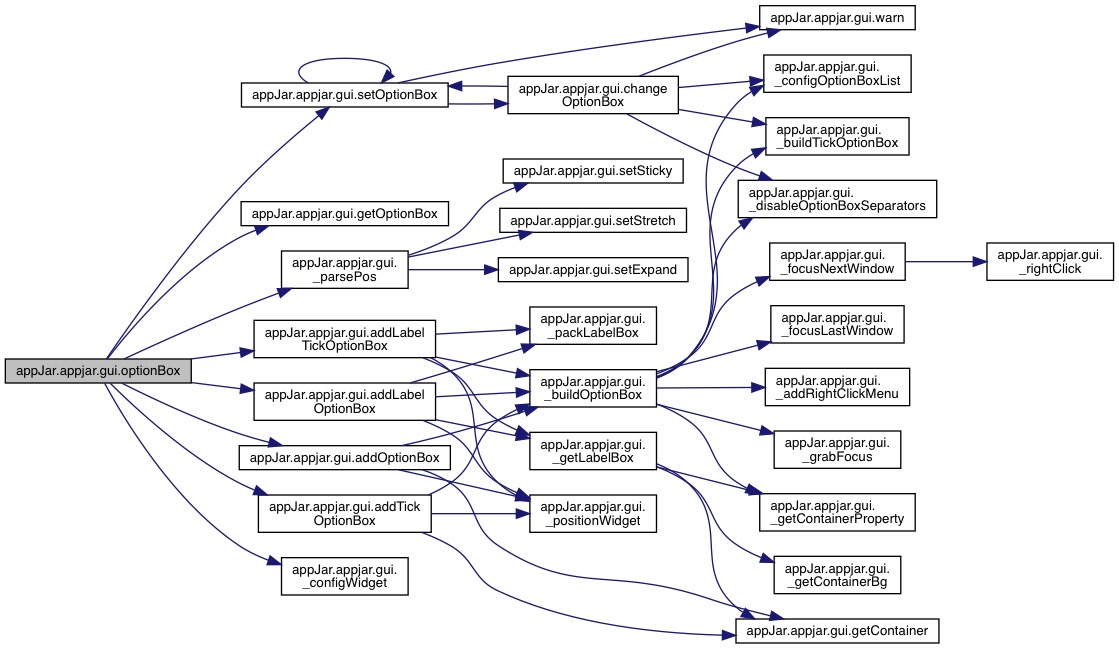 appJar.appjar.gui.optionBox
appJar.appjar.gui.setOptionBox
appJar.appjar.gui.getOptionBox
appJar.appjar.gui.
_parsePos
appJar.appjar.gui.addLabel
TickOptionBox
appJar.appjar.gui.addLabel
OptionBox
appJar.appjar.gui.addOptionBox
appJar.appjar.gui.addTick
OptionBox
appJar.appjar.gui.
_configWidget
appJar.appjar.gui.change
OptionBox
appJar.appjar.gui.setSticky
appJar.appjar.gui.setStretch
appJar.appjar.gui.setExpand
appJar.appjar.gui.
_packLabelBox
appJar.appjar.gui.
_buildOptionBox
appJar.appjar.gui.
_getLabelBox
appJar.appjar.gui.
_positionWidget
appJar.appjar.gui.warn
appJar.appjar.gui.
_configOptionBoxList
appJar.appjar.gui.
_buildTickOptionBox
appJar.appjar.gui.
_disableOptionBoxSeparators
appJar.appjar.gui.
_focusNextWindow
appJar.appjar.gui.
_focusLastWindow
appJar.appjar.gui.
_addRightClickMenu
appJar.appjar.gui.
_grabFocus
appJar.appjar.gui.
_getContainerProperty
appJar.appjar.gui.
_getContainerBg
appJar.appjar.gui.getContainer
appJar.appjar.gui.
_rightClick